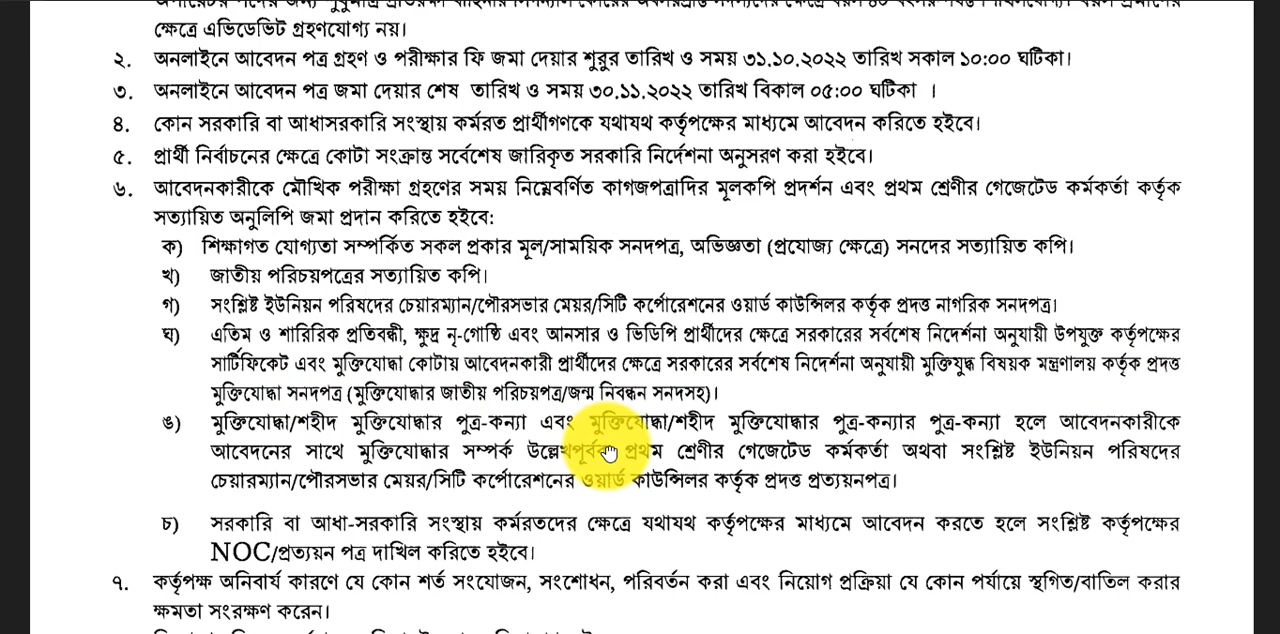 ক্ষেত্রে এভিডেভিট গ্রহণযোগ্য নয়।
২. অনলাইনে আবেদন পত্র গ্রহণ ও পরীক্ষার ফি জমা দেয়ার শুরুর তারিখ ও সময় ৩১.১০.২০২২ তারিখ সকাল ১০:০০ ঘটিকা।
৩. অনলাইনে আবেদন পত্র জমা দেয়ার শেষ তারিখ ও সময় ৩০.১১.২০২২ তারিখ বিকাল ০৫:০০ ঘটিকা ।
৪. কোন সরকারি বা আধাসরকারি সংস্থায় কর্মরত প্রার্থীগণকে যথাযথ কর্তৃপক্ষের মাধ্যমে আবেদন করিতে হইবে।
৫. প্রার্থী নির্বাচনের ক্ষেত্রে কোটা সংক্রান্ত সর্বেশেষ জারিকৃত সরকারি নির্দেশনা অনুসরণ করা হইবে।
৬. আবেদনকারীকে মৌখিক পরীক্ষা গ্রহণের সময় নিম্নেবর্ণিত কাগজপত্রাদির মূলকপি প্রদর্শন এবং প্রথম শ্রেণীর গেজেটেড কর্মকর্তা কর্তৃক
সত্যায়িত অনুলিপি জমা প্রদান করিতে হইবে:
ক) শিক্ষাগত যোগ্যতা সম্পর্কিত সকল প্রকার মূল/সাময়িক সনদপত্র, অভিজ্ঞতা (প্রযোজ্য ক্ষেত্রে) সনদের সত্যায়িত কপি।
খ) জাতীয় পরিচয়পত্রের সত্যায়িত কপি।
গ) সংশ্লিষ্ট ইউনিয়ন পরিষদের চেয়ারম্যান/পৌরসভার মেয়র/সিটি কর্পোরেশনের ওয়ার্ড কাউন্সিলর কর্তৃক প্রদত্ত নাগরিক সনদপত্র।
ঘ) এতিম ও শারিরিক প্রতিবন্ধী, ক্ষুদ্র নৃ-গোষ্ঠি এবং আনসার ও ভিডিপি প্রার্থীদের ক্ষেত্রে সরকারের সর্বশেষ নিদের্শনা অনুযায়ী উপযুক্ত কর্তৃপক্ষের
সার্টিফিকেট এবং মুক্তিযোদ্ধা কোটায় আবেদনকারী প্রার্থীদের ক্ষেত্রে সরকারের সর্বশেষ নিদের্শনা অনুযায়ী মুক্তিযুদ্ধ বিষয়ক মন্ত্রণালয় কর্তৃক প্রদত্ত
মুক্তিযোদ্ধা সনদপত্র (মুক্তিযোদ্ধার জাতীয় পরিচয়পত্র/জন্ম নিবন্ধন সনদসহ)।
ঙ) মুক্তিযোদ্ধা/শহীদ মুক্তিযোদ্ধার পুত্র-কন্যা এবং মুক্তিযোদ্ধা/শহীদ মুক্তিযোদ্ধার পুত্র-কন্যার পুত্র-কন্যা হলে আবেদনকারীকে
আবেদনের সাথে মুক্তিযোদ্ধার সম্পর্ক উল্লেখপূর্বক প্রথম শ্রেণীর গেজেটেড কর্মকর্তা অথবা সংশ্লিষ্ট ইউনিয়ন পরিষদের
চেয়ারম্যান/পৌরসভার মেয়র/সিটি কর্পোরেশনের ওয়ার্ড কাউন্সিলর কর্তৃক প্রদত্ত প্রত্যয়নপত্র।
চ) সরকারি বা আধা-সরকারি সংস্থায় কর্মরতদের ক্ষেত্রে যথাযথ কর্তৃপক্ষের মাধ্যমে আবেদন করতে হলে সংশ্লিষ্ট কর্তৃপক্ষের
NOC/প্রত্যয়ন পত্র দাখিল করিতে হইবে।
৭. কর্তৃপক্ষ অনিবার্য কারণে যে কোন শর্ত সংযোজন, সংশোধন, পরিবর্তন করা এবং নিয়োগ প্রক্রিয়া যে কোন পর্যায়ে স্থগিত/বাতিল করার
ক্ষমতা সংরক্ষণ করেন।